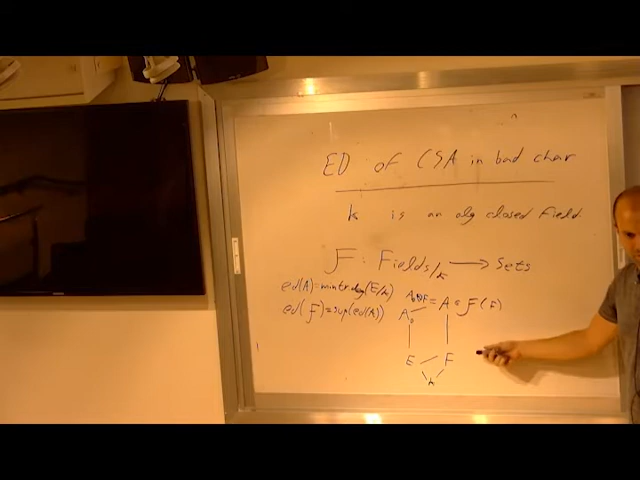 ED of CSA in bad char
k is an alg closed field.
F : Fields/k → Sets
ed(A)=min trdeg(E/k)
ed(F)=sup(ed(A))
A₀⊗F = A ∈ F(F)
A₀
E F
k